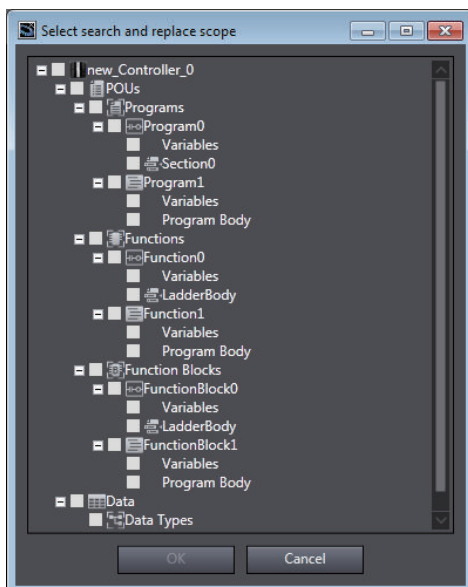 Select search and replace scope
new_Controller_0
POUs
Programs
Program0
Variables
Section0
Program1
Variables
Program Body
Functions
Function0
Variables
LadderBody
Function1
Variables
Program Body
Function Blocks
FunctionBlock0
Variables
LadderBody
FunctionBlock1
Variables
Program Body
Data
Data Types
OK Cancel